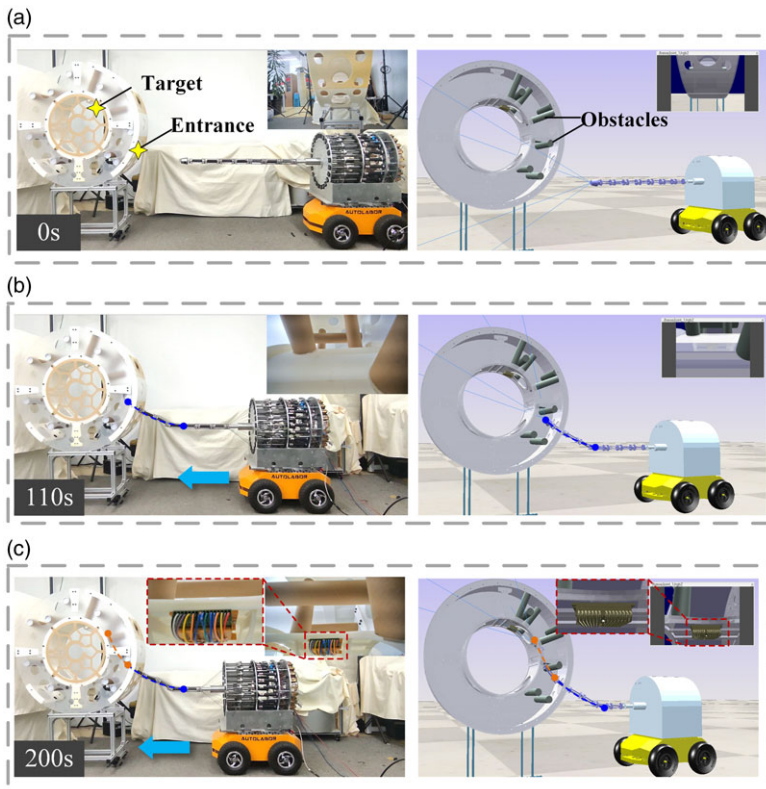 (a)
Target
Entrance
AUTOLABOR
0s
Obstacles
(b)
AUTOLABOR
110s
(c)
AUTOLABOR
200s